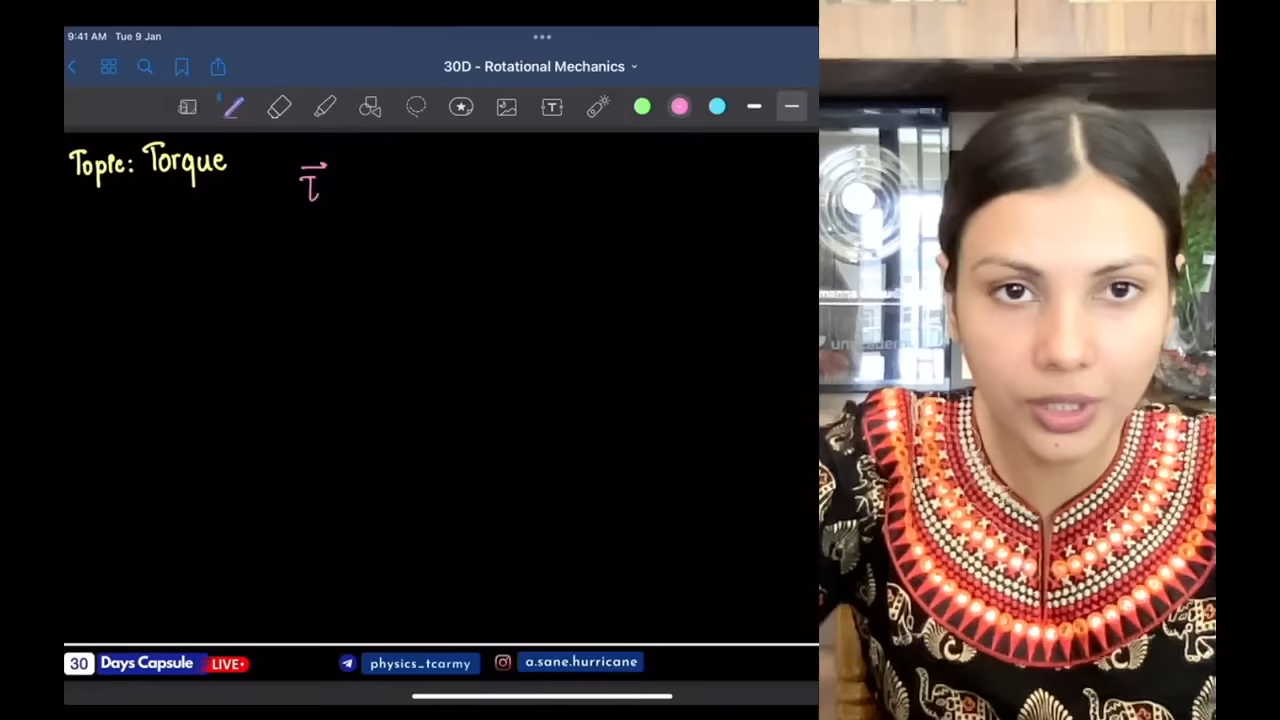 9:41 AM Tue 9 Jan
30D - Rotational Mechanics
Topic: Torque
τ⃗
30 Days Capsule LIVE
physics_tcarmy
a.sane.hurricane